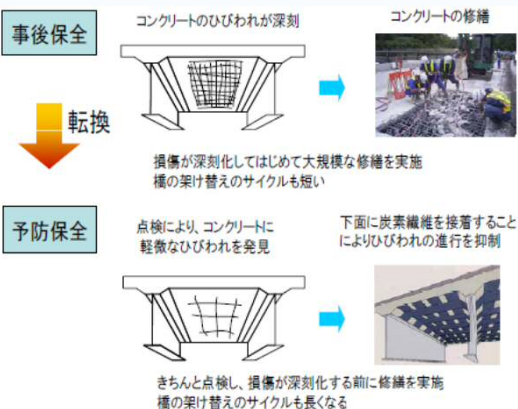 事後保全
コンクリートのひびわれが深刻
コンクリートの修繕
転換
損傷が深刻化してはじめて大規模な修繕を実施
橋の架け替えのサイクルも短い
予防保全
点検により、コンクリートに
軽微なひびわれを発見
下面に炭素繊維を接着すること
によりひびわれの進行を抑制
きちんと点検し、損傷が深刻化する前に修繕を実施
橋の架け替えのサイクルも長くなる